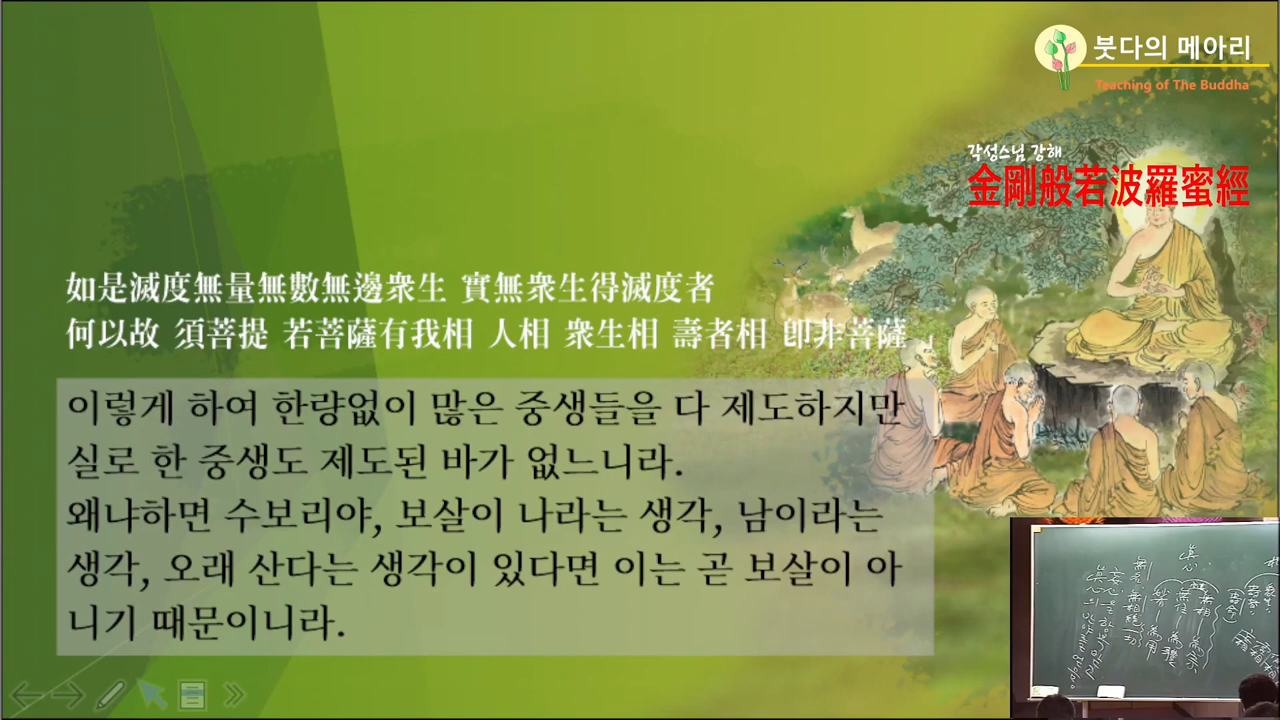 붓다의 메아리
Teaching of The Buddha
각성스님 강해
金剛般若波羅蜜經
如是滅度無量無數無邊衆生 實無衆生得滅度者
何以故 須菩提 若菩薩有我相 人相 衆生相 壽者相 卽非菩薩
이렇게 하여 한량없이 많은 중생들을 다 제도하지만
실로 한 중생도 제도된 바가 없느니라.
왜냐하면 수보리야, 보살이 나라는 생각, 남이라는
생각, 오래 산다는 생각이 있다면 이는 곧 보살이 아
니기 때문이니라.